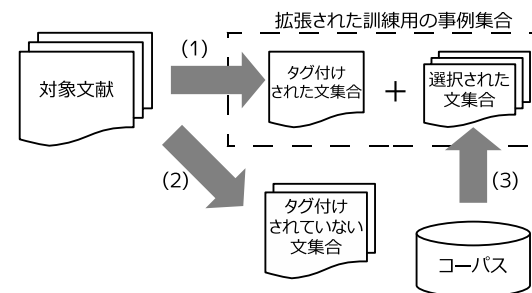 拡張された訓練用の事例集合
(1)
対象文献
タグ付け
された文集合
+
選択された
文集合
(2)
(3)
タグ付け
されていない
文集合
コーパス